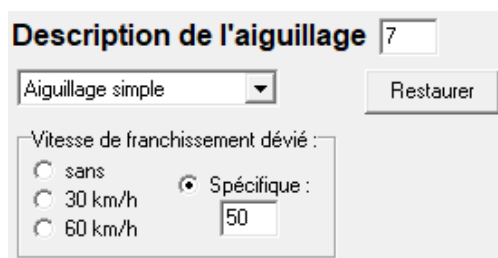 Description de l'aiguillage 7
Aiguillage simple Restaurer
Vitesse de franchissement dévié :
sans
30 km/h
60 km/h
Spécifique :
50